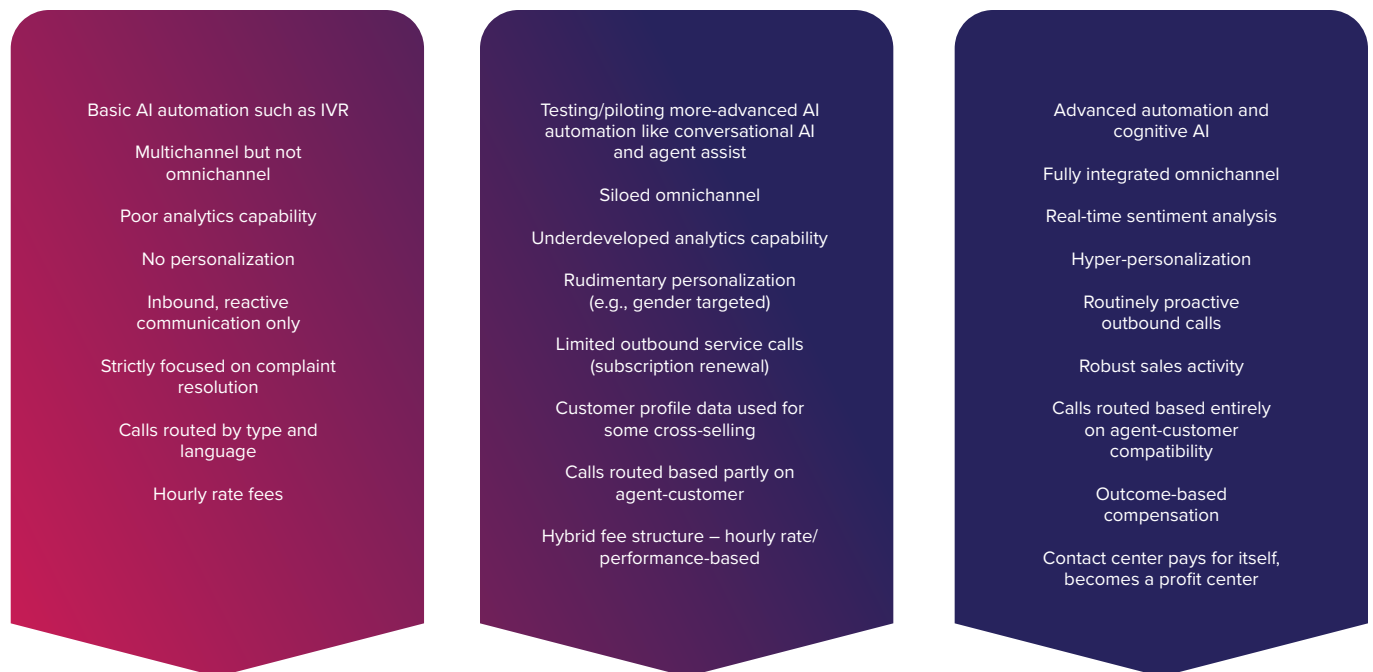 Basic AI automation such as IVR
Multichannel but not
omnichannel
Poor analytics capability
No personalization
Inbound, reactive
communication only
Strictly focused on complaint
resolution
Calls routed by type and
language
Hourly rate fees
Testing/piloting more-advanced AI
automation like conversational AI
and agent assist
Siloed omnichannel
Underdeveloped analytics capability
Rudimentary personalization
(e.g., gender targeted)
Limited outbound service calls
(subscription renewal)
Customer profile data used for
some cross-selling
Calls routed based partly on
agent-customer
Hybrid fee structure – hourly rate/
performance-based
Advanced automation and
cognitive AI
Fully integrated omnichannel
Real-time sentiment analysis
Hyper-personalization
Routinely proactive
outbound calls
Robust sales activity
Calls routed based entirely
on agent-customer
compatibility
Outcome-based
compensation
Contact center pays for itself,
becomes a profit center